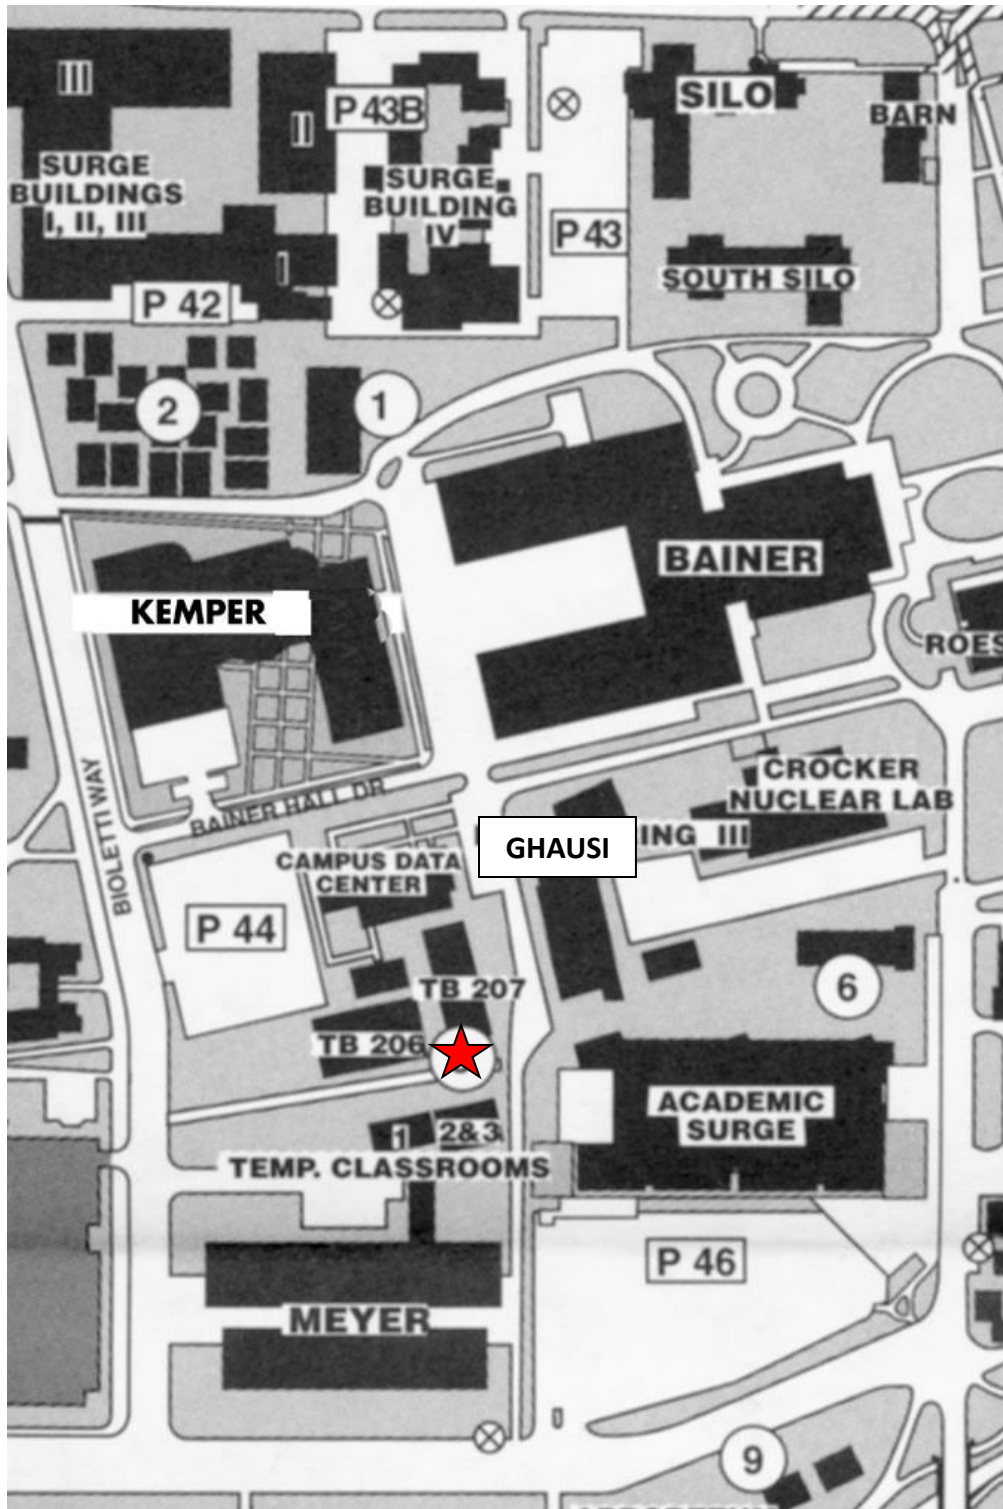 III
II
P 43B
SILO
BARN
SURGE
BUILDINGS
I, II, III
SURGE
BUILDING
IV
P 43
I
SOUTH SILO
P 42
2
1
BAINER
KEMPER
ROES
CROCKER
NUCLEAR LAB
BIOLETTI WAY
BAINER HALL DR.
GHAUSI
ING III
CAMPUS DATA
CENTER
P 44
TB 207
6
TB 206
ACADEMIC
SURGE
1
2&3
TEMP. CLASSROOMS
P 46
MEYER
9